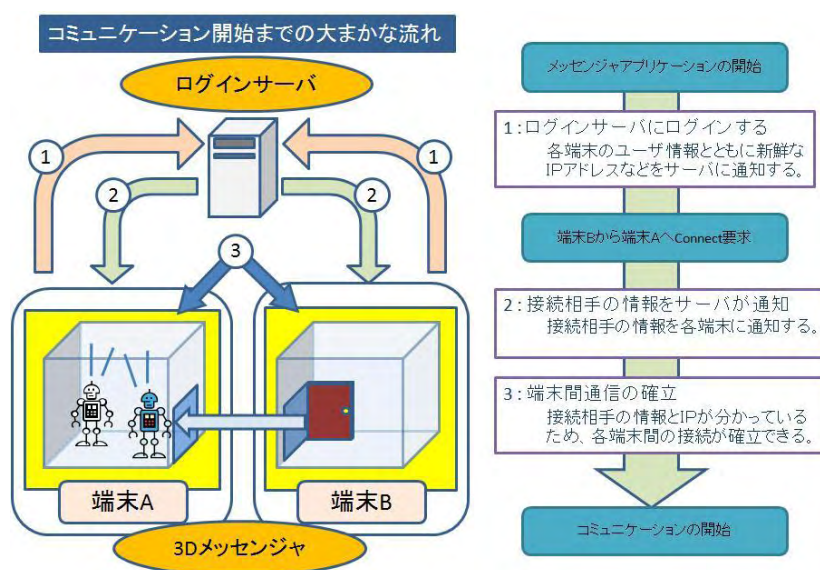 コミュニケーション開始までの大まかな流れ
ログインサーバ
1
1
2
2
3
端末A
端末B
3Dメッセンジャ
メッセンジャアプリケーションの開始
1:ログインサーバにログインする
各端末のユーザ情報とともに新鮮な
IPアドレスなどをサーバに通知する。
端末Bから端末AへConnect要求
2:接続相手の情報をサーバが通知
接続相手の情報を各端末に通知する。
3:端末間通信の確立
接続相手の情報とIPが分かっている
ため、各端末間の接続が確立できる。
コミュニケーションの開始